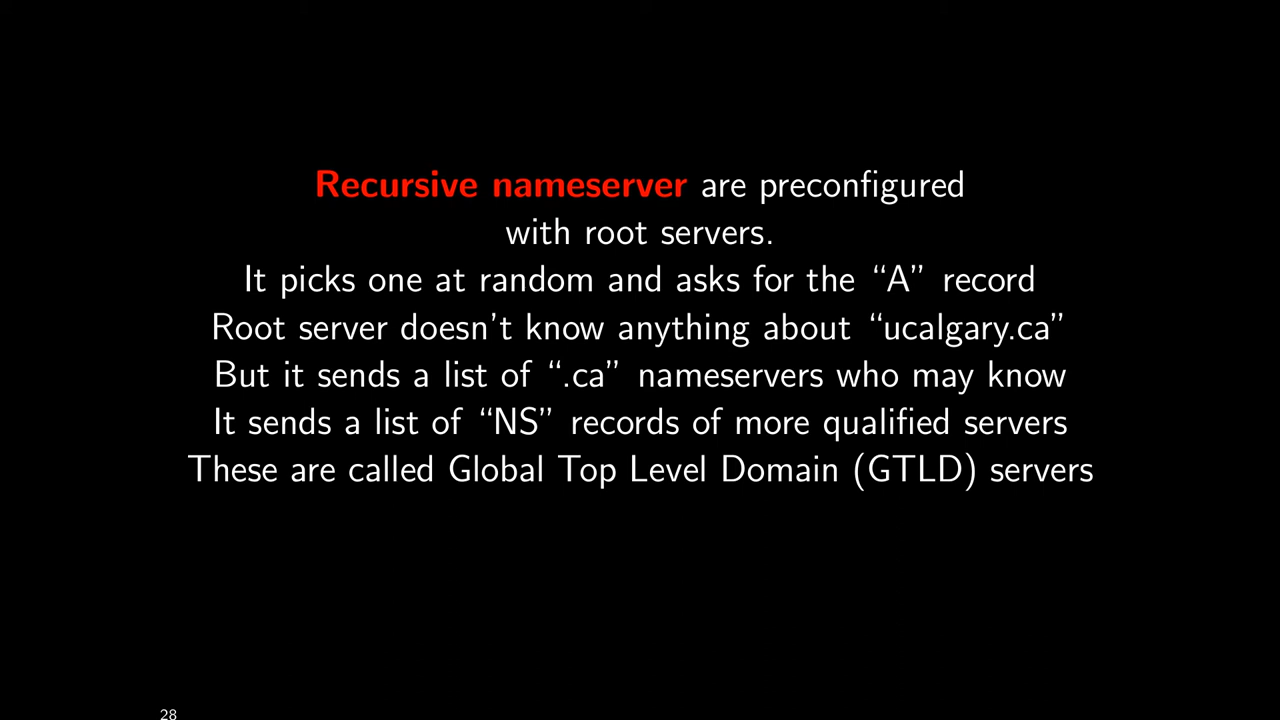 Recursive nameserver are preconfigured
with root servers.
It picks one at random and asks for the “A” record
Root server doesn’t know anything about “ucalgary.ca”
But it sends a list of “.ca” nameservers who may know
It sends a list of “NS” records of more qualified servers
These are called Global Top Level Domain (GTLD) servers
28